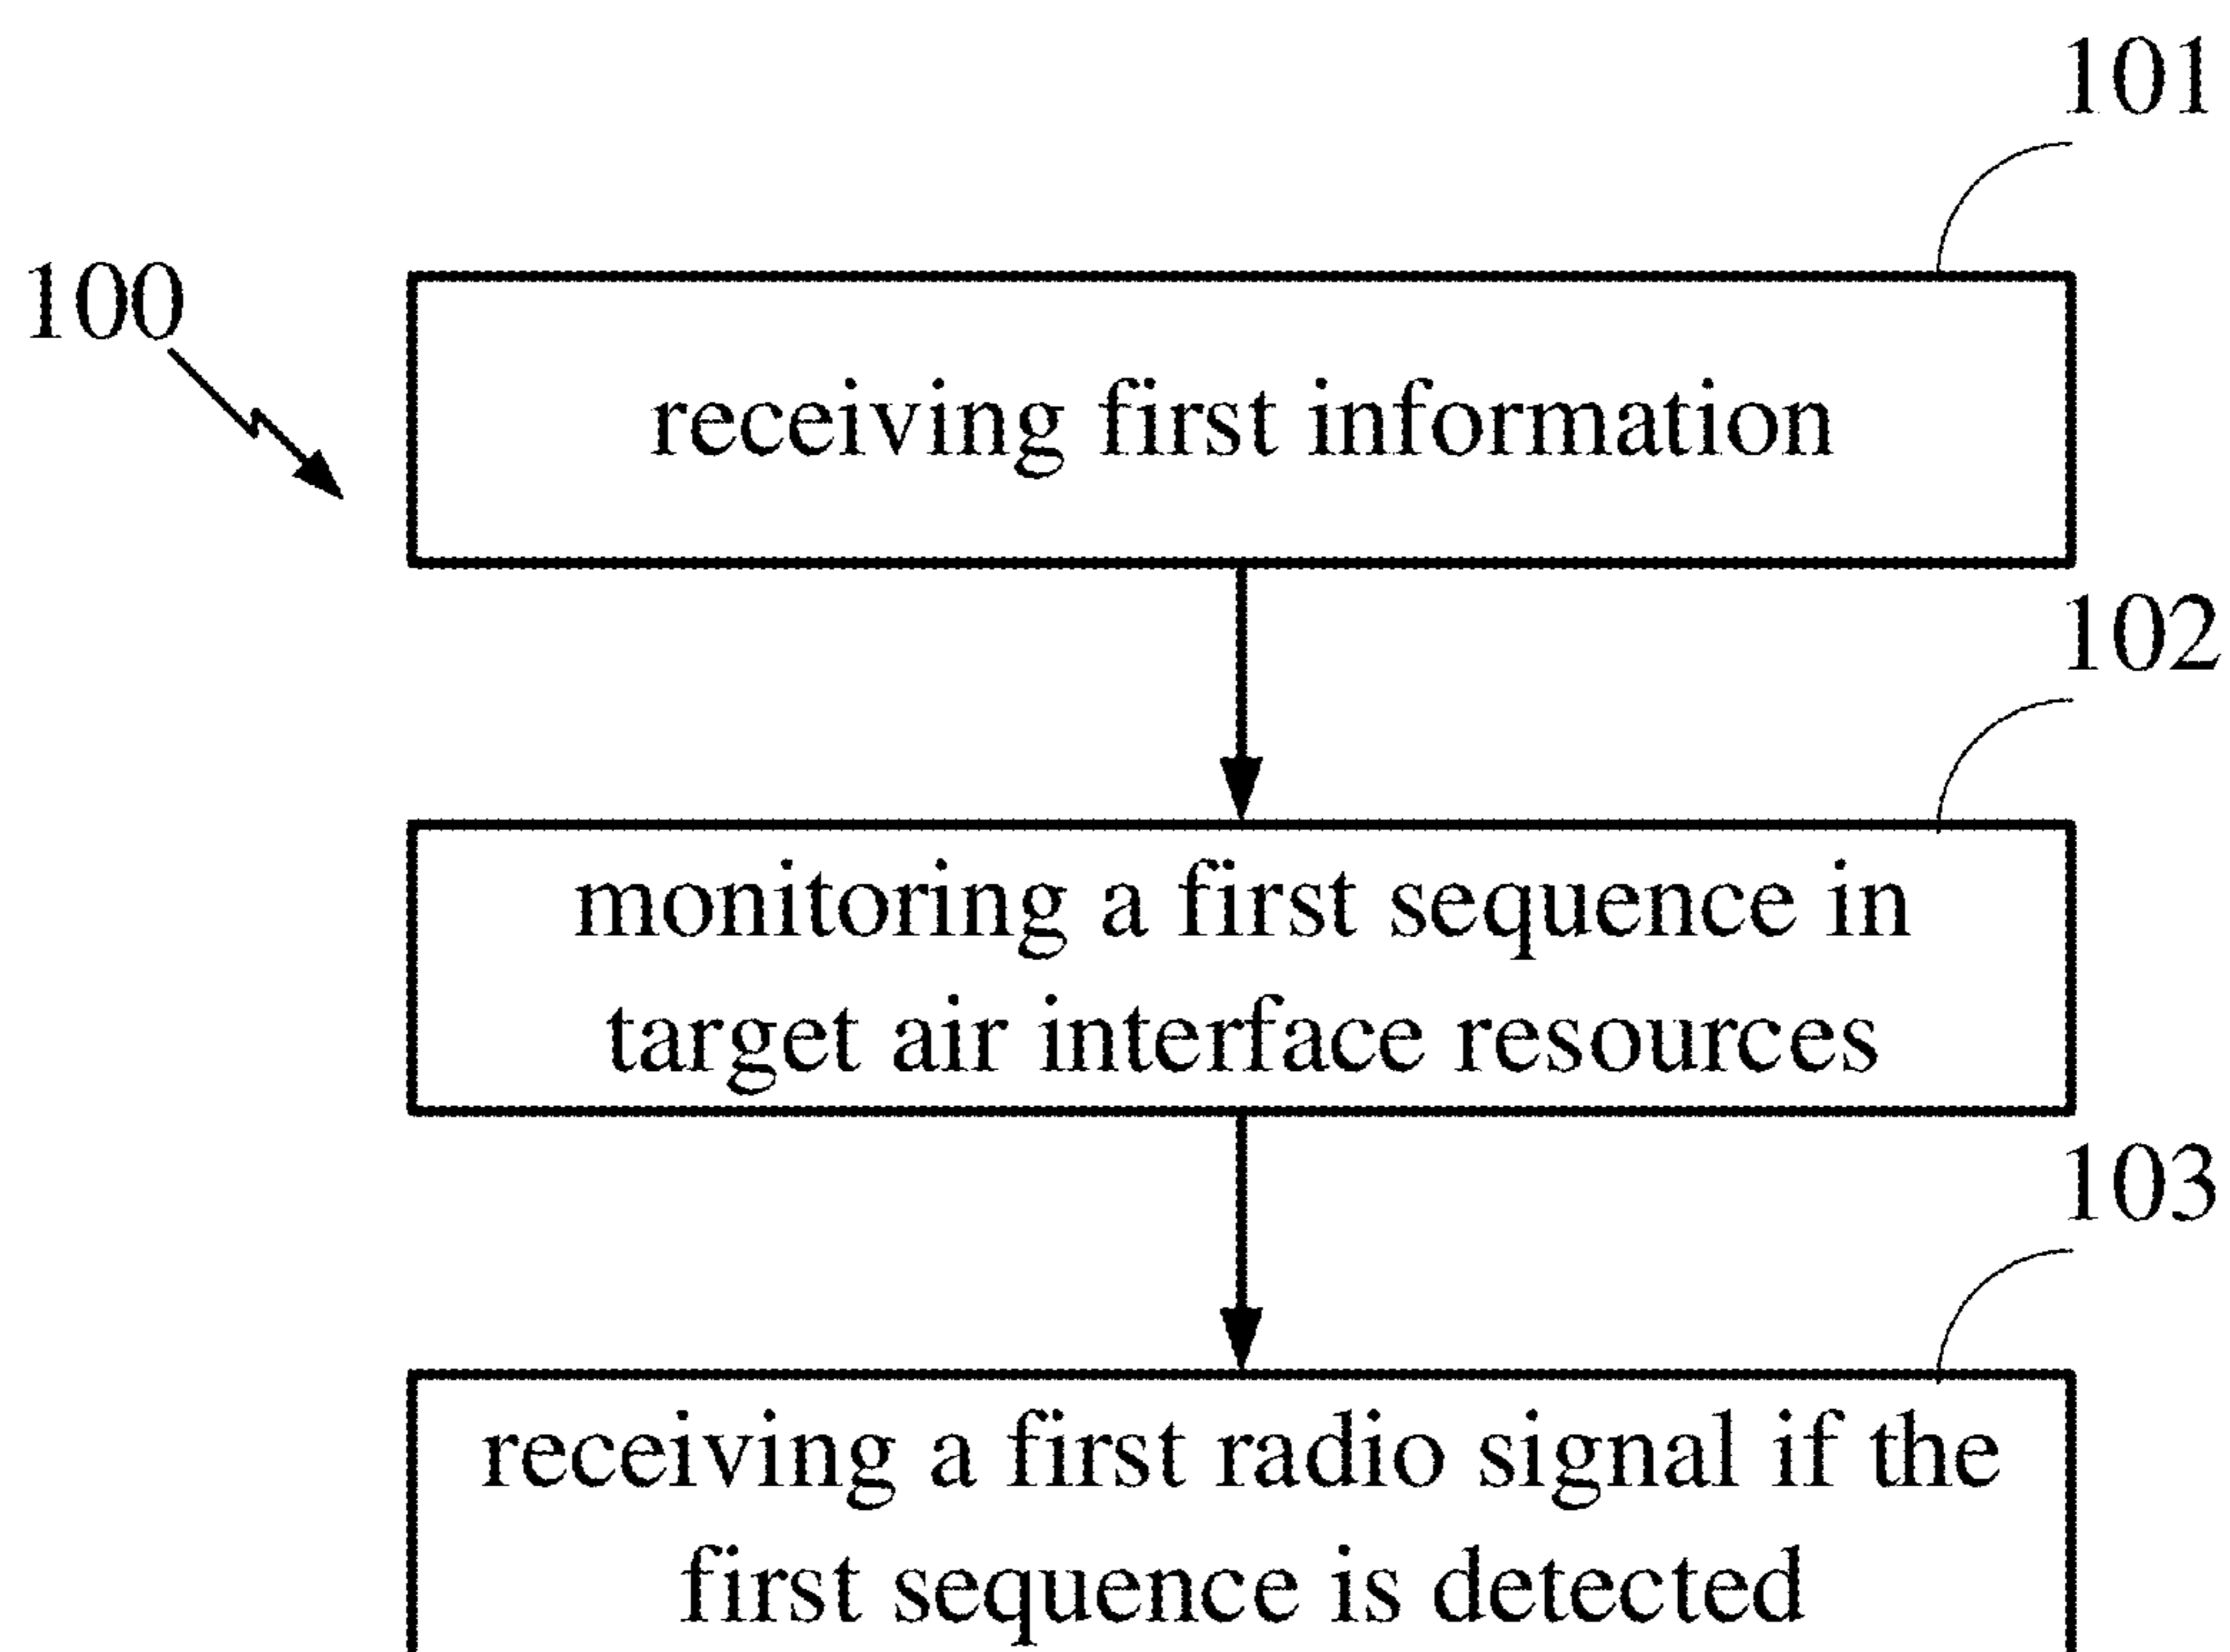 101
100
receiving first information
102
monitoring a first sequence in
target air interface resources
103
receiving a first radio signal if the
first sequence is detected